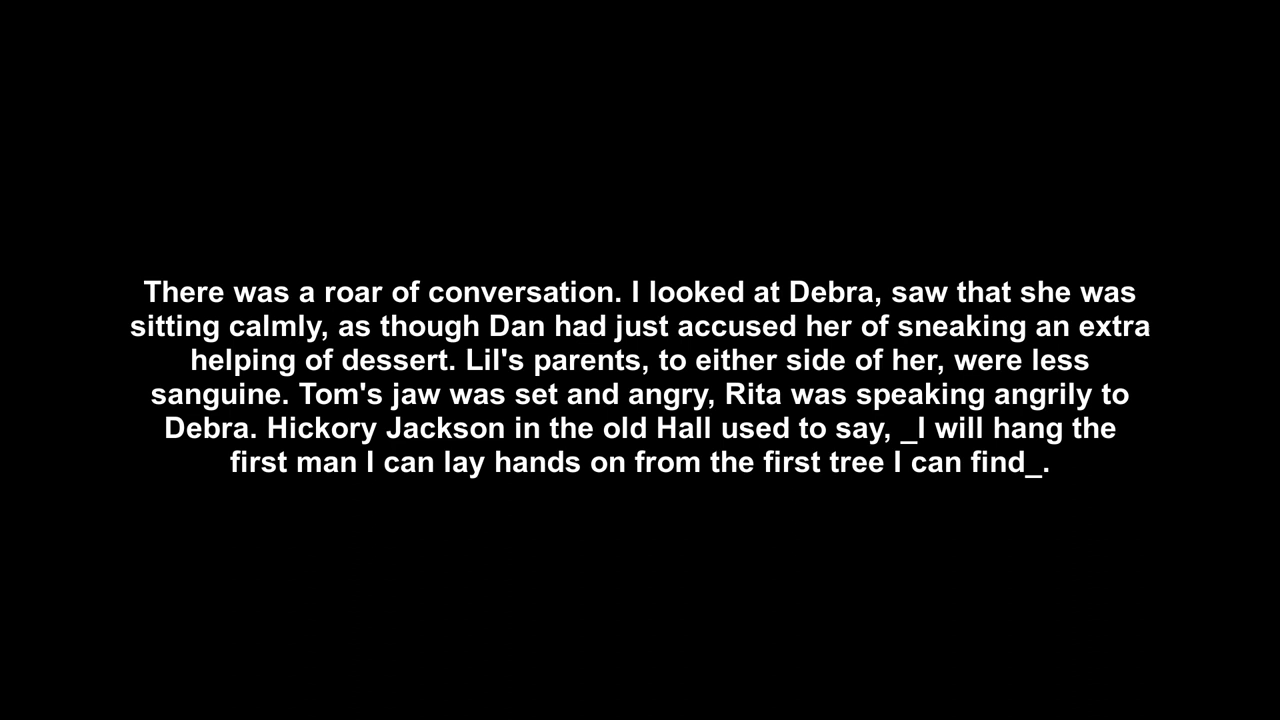 There was a roar of conversation. I looked at Debra, saw that she was
sitting calmly, as though Dan had just accused her of sneaking an extra
helping of dessert. Lil's parents, to either side of her, were less
sanguine. Tom's jaw was set and angry, Rita was speaking angrily to
Debra. Hickory Jackson in the old Hall used to say, _I will hang the
first man I can lay hands on from the first tree I can find_.